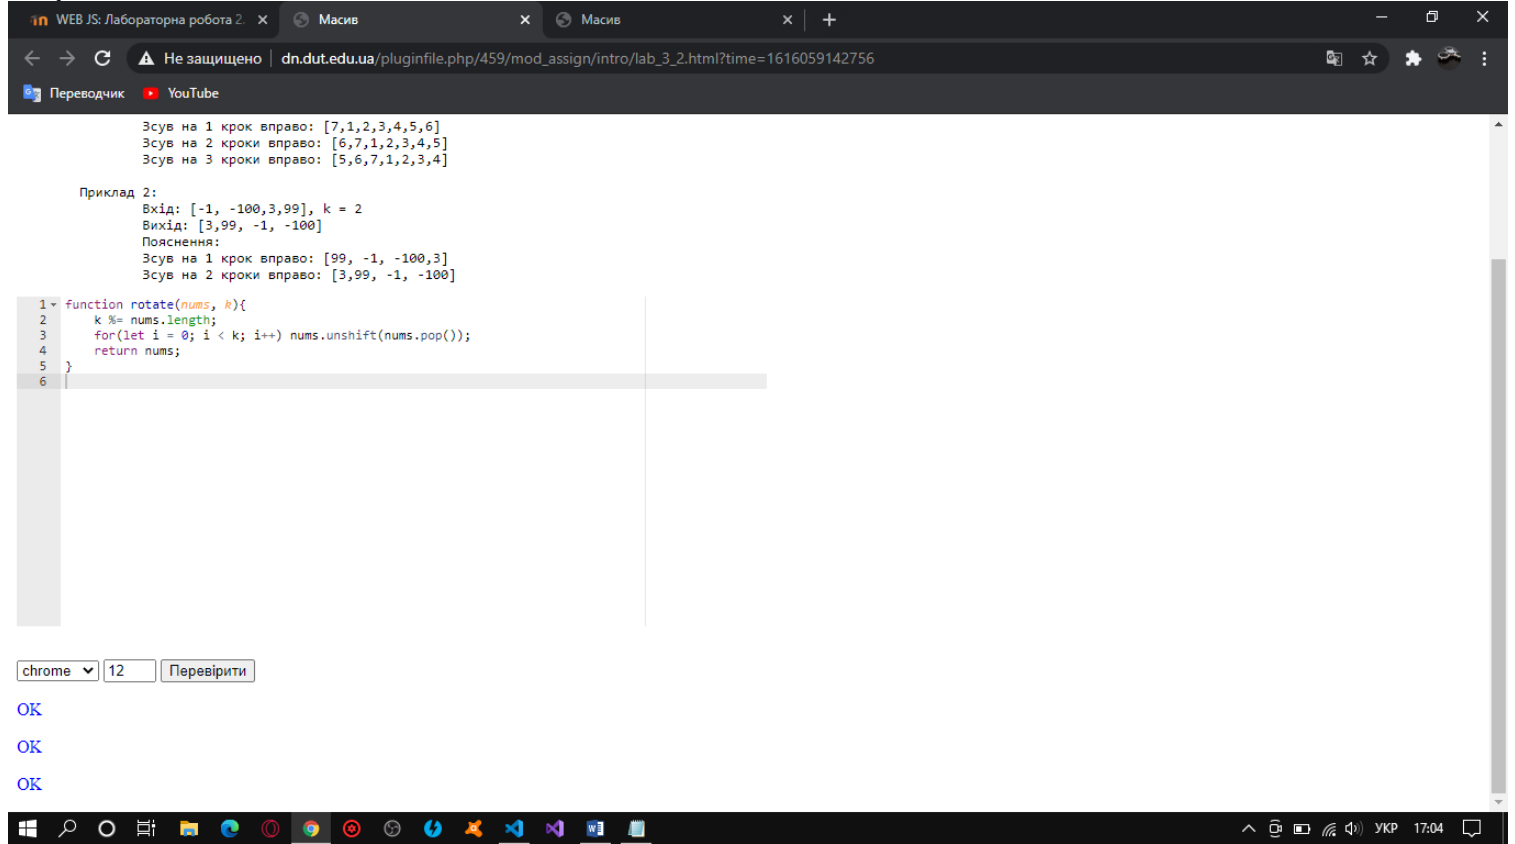 WEB JS: Лабораторна робота 2.
Масив
Масив
Не защищено
dn.dut.edu.ua/pluginfile.php/459/mod_assign/intro/lab_3_2.html?time=1616059142756
Переводчик
YouTube
Зсув на 1 крок вправо: [7,1,2,3,4,5,6]
Зсув на 2 кроки вправо: [6,7,1,2,3,4,5]
Зсув на 3 кроки вправо: [5,6,7,1,2,3,4]
Приклад 2:
Вхід: [-1, -100,3,99], k = 2
Вихід: [3,99, -1, -100]
Пояснення:
Зсув на 1 крок вправо: [99, -1, -100,3]
Зсув на 2 кроки вправо: [3,99, -1, -100]
1 function rotate(nums, k){
2 k %= nums.length;
3 for(let i = 0; i < k; i++) nums.unshift(nums.pop());
4 return nums;
5 }
6
chrome 12 Перевірити
OK
OK
OK
УКР 17:04